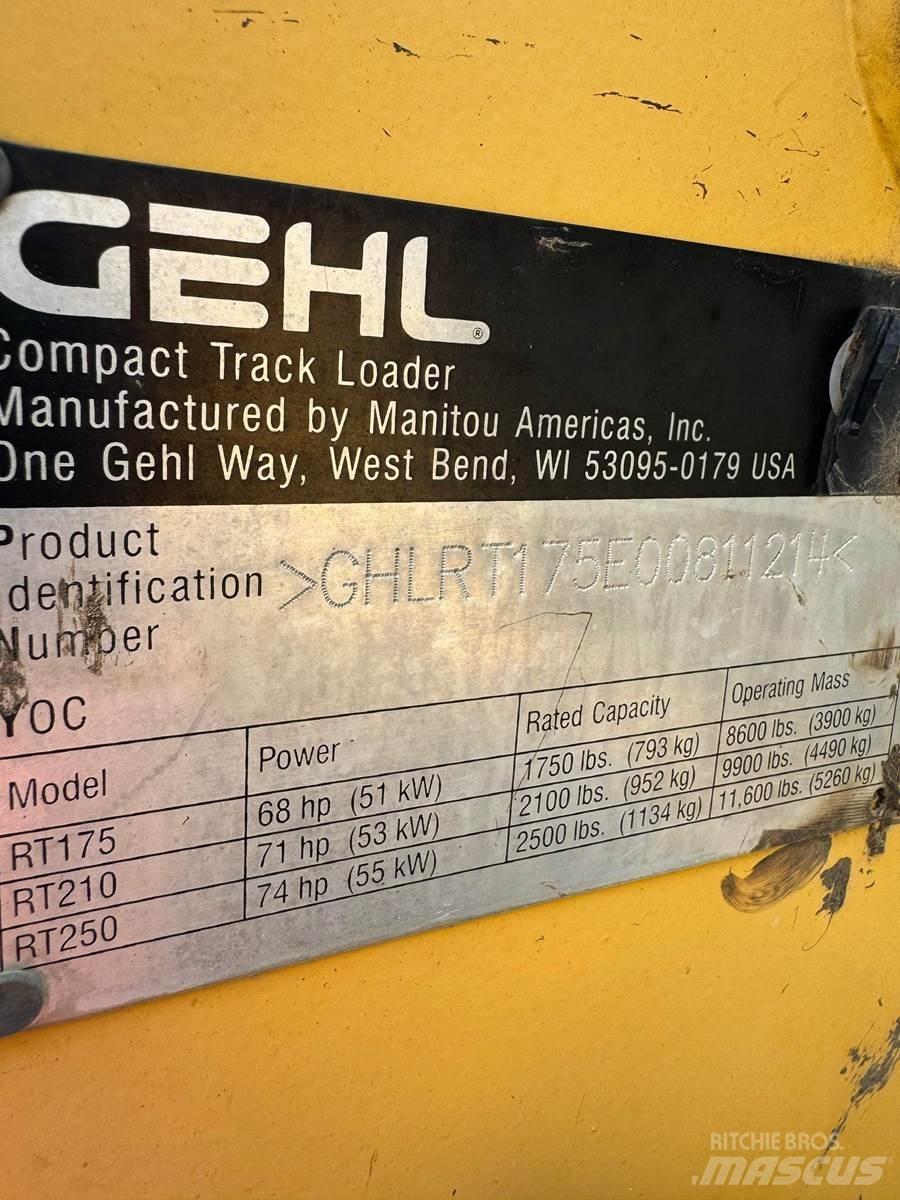 GEHL®
Compact Track Loader
Manufactured by Manitou Americas, Inc.
One Gehl Way, West Bend, WI 53095-0179 USA
Product
Identification
Number
>GHLRT175E00811214<
YOC
Model Power Rated Capacity Operating Mass
RT175 68 hp (51 kW) 1750 lbs. (793 kg) 8600 lbs. (3900 kg)
RT210 71 hp (53 kW) 2100 lbs. (952 kg) 9900 lbs. (4490 kg)
RT250 74 hp (55 kW) 2500 lbs. (1134 kg) 11,600 lbs. (5260 kg)
RITCHIE BROS.
MASCUS